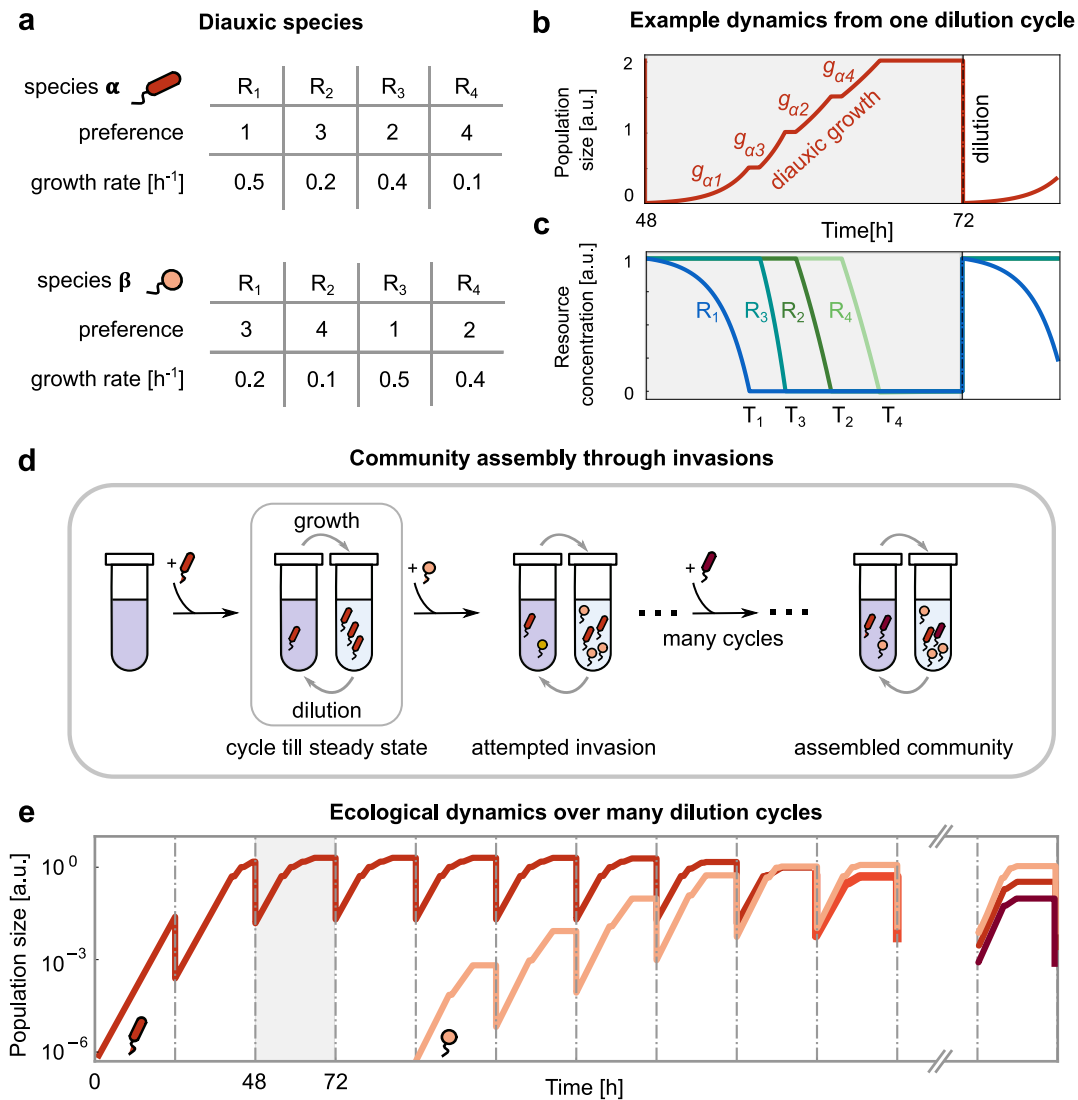 a
Diauxic species
species α
R1 R2 R3 R4
preference 1 3 2 4
growth rate [h-1] 0.5 0.2 0.4 0.1
species β
R1 R2 R3 R4
preference 3 4 1 2
growth rate [h-1] 0.2 0.1 0.5 0.4
Example dynamics from one dilution cycle
b
Population
size [a.u.]
2
1
0
gα1
gα3
gα2
gα4
diauxic growth
dilution
48
Time[h]
72
c
Resource
concentration [a.u.]
1
0
R1 R3 R2 R4
T1 T3 T2 T4
d
Community assembly through invasions
growth
+
+
+
dilution
many cycles
cycle till steady state
attempted invasion
assembled community
e
Ecological dynamics over many dilution cycles
Population size [a.u.]
10^0
10^-3
10^-6
0
48
72
Time [h]